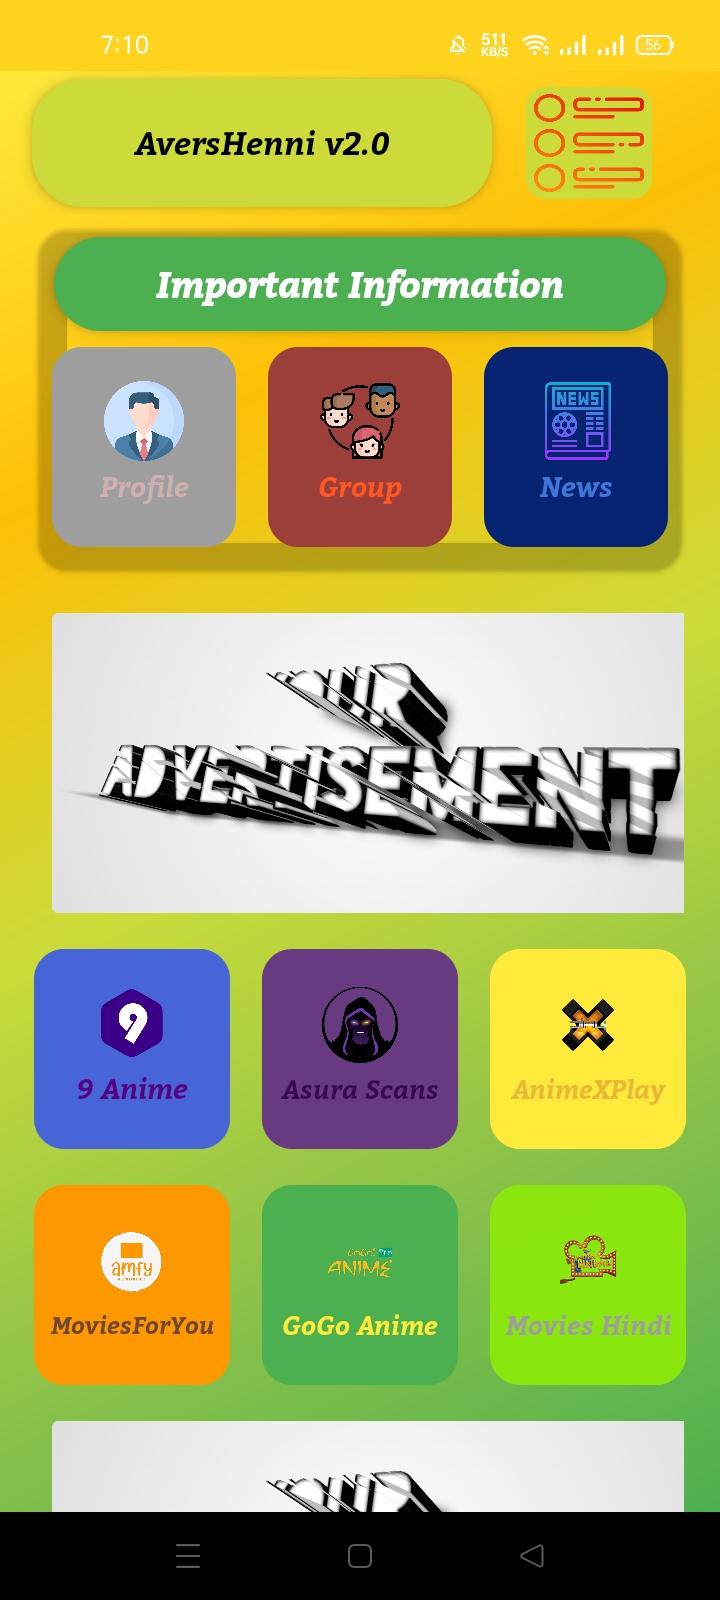 7:10
511
KB/S
56
AversHenni v2.0
Important Information
NEWS
Profile
Group
News
YOUR
ADVERTISEMENT
9
9 Anime
Asura Scans
AnimeXPlay
amfy
GoGo Pro
ANIME
MoviesForYou
GoGo Anime
Movies Hindi